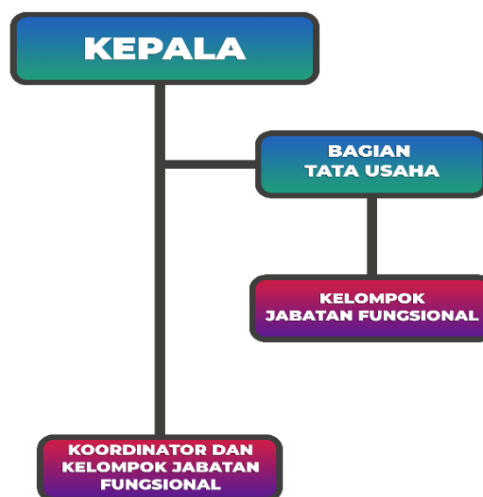 KEPALA
BAGIAN
TATA USAHA
KELOMPOK
JABATAN FUNGSIONAL
KOORDINATOR DAN
KELOMPOK JABATAN
FUNGSIONAL